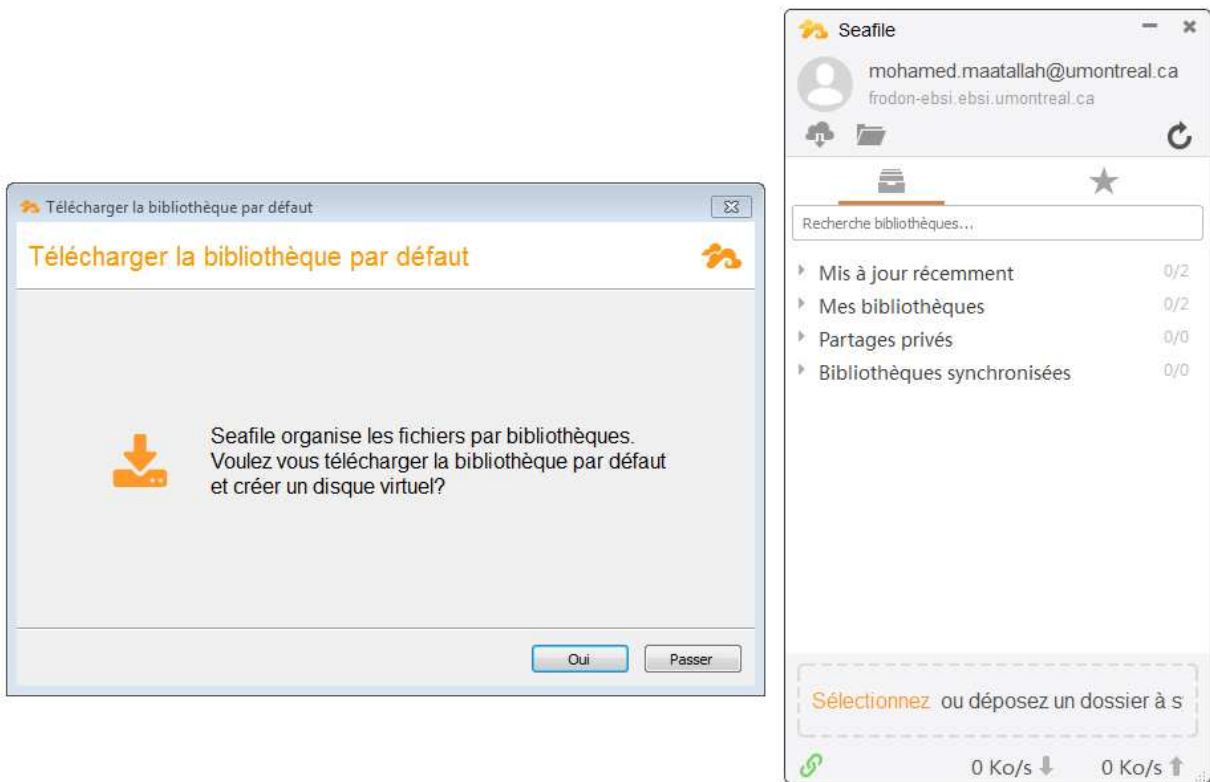 Télécharger la bibliothèque par défaut
Télécharger la bibliothèque par défaut
Seafile organise les fichiers par bibliothèques.
Voulez vous télécharger la bibliothèque par défaut
et créer un disque virtuel?
Oui
Passer
Seafile
mohamed.maatallah@umontreal.ca
frodon-ebsi.ebsi.umontreal.ca
Recherche bibliothèques...
Mis à jour récemment 0/2
Mes bibliothèques 0/2
Partages privés 0/0
Bibliothèques synchronisées 0/0
Sélectionnez ou déposez un dossier à s
0 Ko/s 0 Ko/s